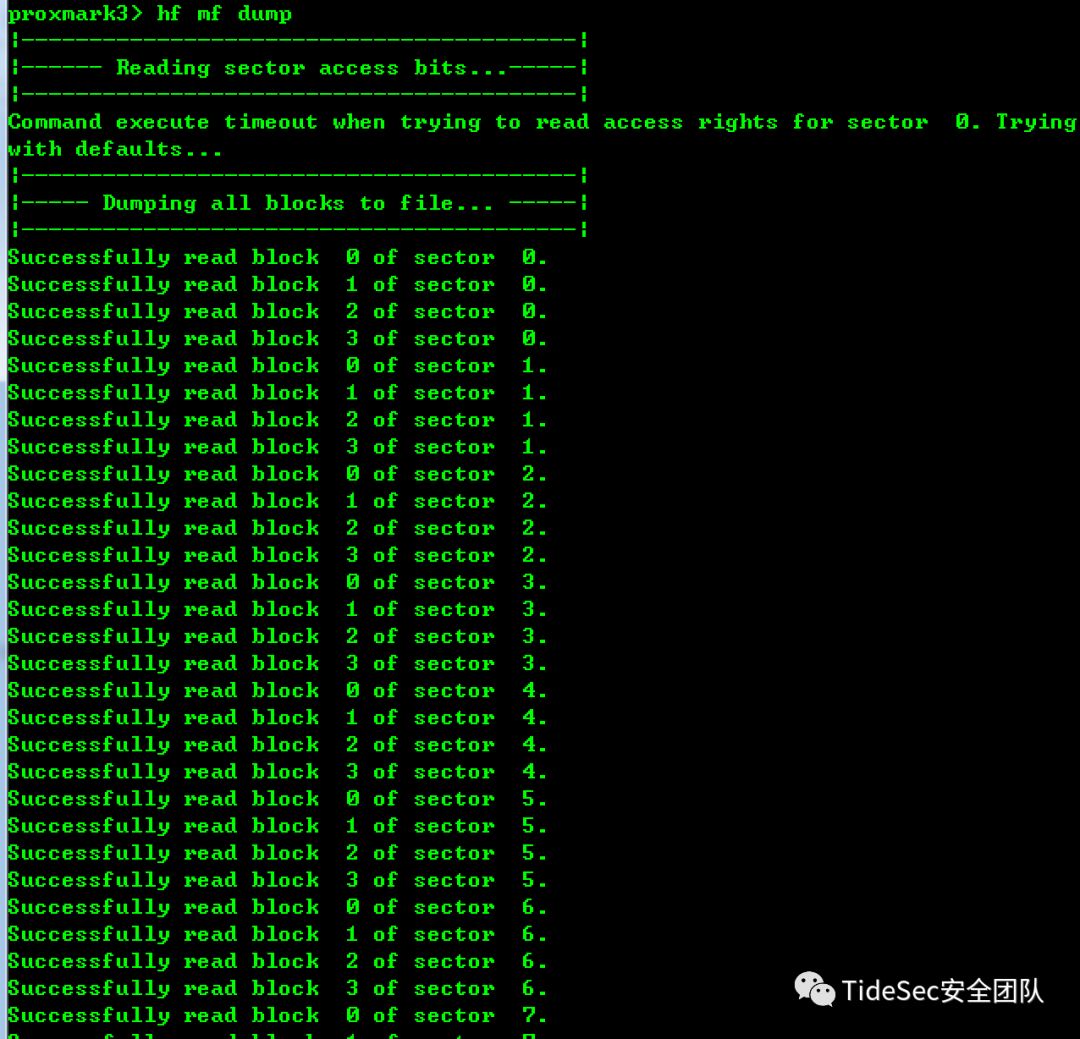 proxmark3> hf mf dump
|-----------------------------------------|
|------ Reading sector access bits...-----|
|-----------------------------------------|
Command execute timeout when trying to read access rights for sector  0. Trying
with defaults...
|-----------------------------------------|
|----- Dumping all blocks to file... -----|
|-----------------------------------------|
Successfully read block  0 of sector  0.
Successfully read block  1 of sector  0.
Successfully read block  2 of sector  0.
Successfully read block  3 of sector  0.
Successfully read block  0 of sector  1.
Successfully read block  1 of sector  1.
Successfully read block  2 of sector  1.
Successfully read block  3 of sector  1.
Successfully read block  0 of sector  2.
Successfully read block  1 of sector  2.
Successfully read block  2 of sector  2.
Successfully read block  3 of sector  2.
Successfully read block  0 of sector  3.
Successfully read block  1 of sector  3.
Successfully read block  2 of sector  3.
Successfully read block  3 of sector  3.
Successfully read block  0 of sector  4.
Successfully read block  1 of sector  4.
Successfully read block  2 of sector  4.
Successfully read block  3 of sector  4.
Successfully read block  0 of sector  5.
Successfully read block  1 of sector  5.
Successfully read block  2 of sector  5.
Successfully read block  3 of sector  5.
Successfully read block  0 of sector  6.
Successfully read block  1 of sector  6.
Successfully read block  2 of sector  6.
Successfully read block  3 of sector  6.
TideSec安全团队
Successfully read block  0 of sector  7.